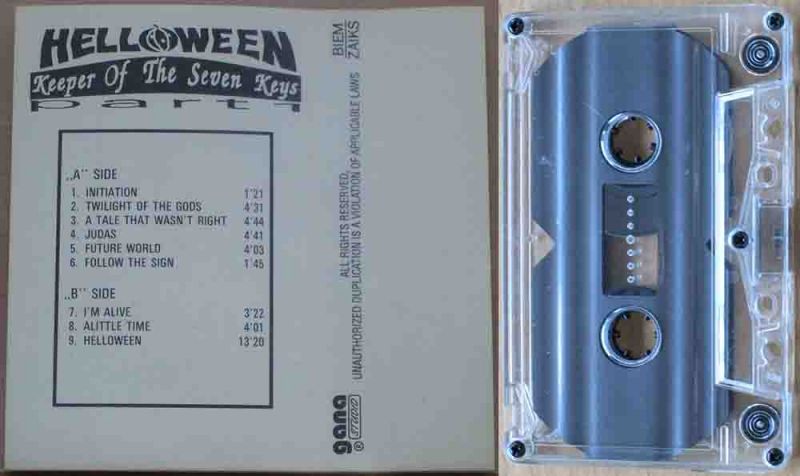 HELLOWEEN
Keeper Of The Seven Keys
part 1
„A" SIDE
1. INITIATION 1'21
2. TWILIGHT OF THE GODS 4'31
3. A TALE THAT WASN'T RIGHT 4'44
4. JUDAS 4'41
5. FUTURE WORLD 4'03
6. FOLLOW THE SIGN 1'45
„B" SIDE
7. I'M ALIVE 3'22
8. ALITTLE TIME 4'01
9. HELLOWEEN 13'20
BIEM
ZAIKS
ALL RIGHTS RESERVED,
UNAUTHORIZED DUPLICATION IS A VIOLATION OF APPLICABLE LAWS
gana
® STUDIO